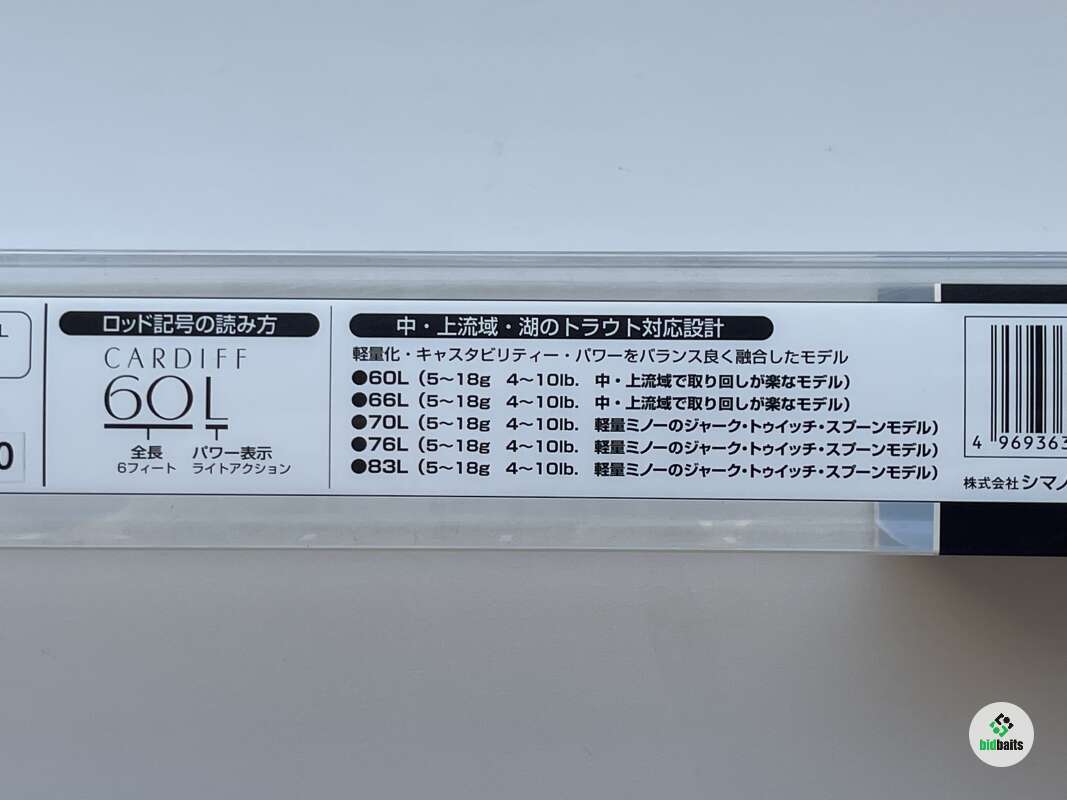 L
0
ロッド記号の読み方
CARDIFF
60L
全長 パワー表示
6フィート ライトアクション
中・上流域・湖のトラウト対応設計
軽量化・キャスタビリティー・パワーをバランス良く融合したモデル
●60L(5〜18g 4〜10lb. 中・上流域で取り回しが楽なモデル)
●66L(5〜18g 4〜10lb. 中・上流域で取り回しが楽なモデル)
●70L(5〜18g 4〜10lb. 軽量ミノーのジャーク・トゥイッチ・スプーンモデル)
●76L(5〜18g 4〜10lb. 軽量ミノーのジャーク・トゥイッチ・スプーンモデル)
●83L(5〜18g 4〜10lb. 軽量ミノーのジャーク・トゥイッチ・スプーンモデル)
4 969363
株式会社シマノ
bidbaits